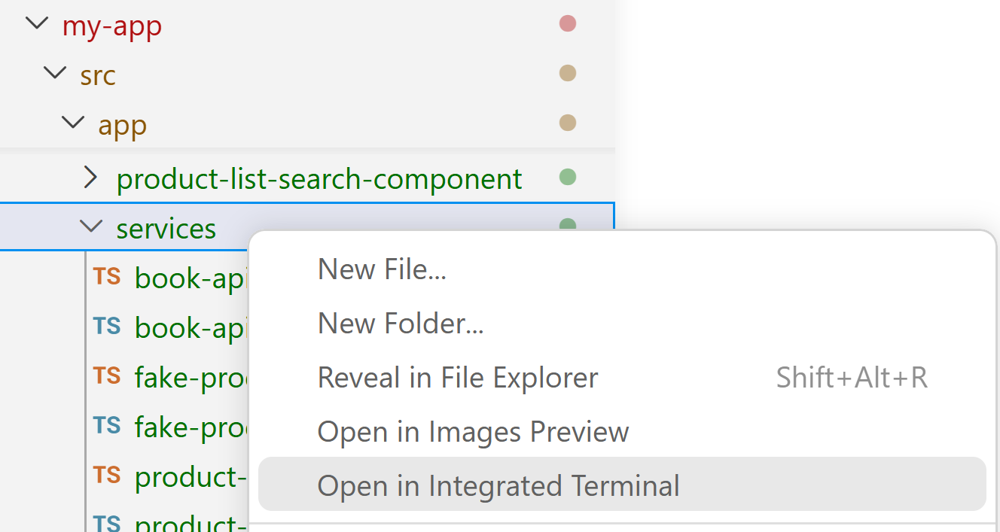 my-app
src
app
product-list-search-component
services
TS book-api
TS book-api
TS fake-pro
TS fake-pro
TS product-
TS product-
New File...
New Folder...
Reveal in File Explorer Shift+Alt+R
Open in Images Preview
Open in Integrated Terminal